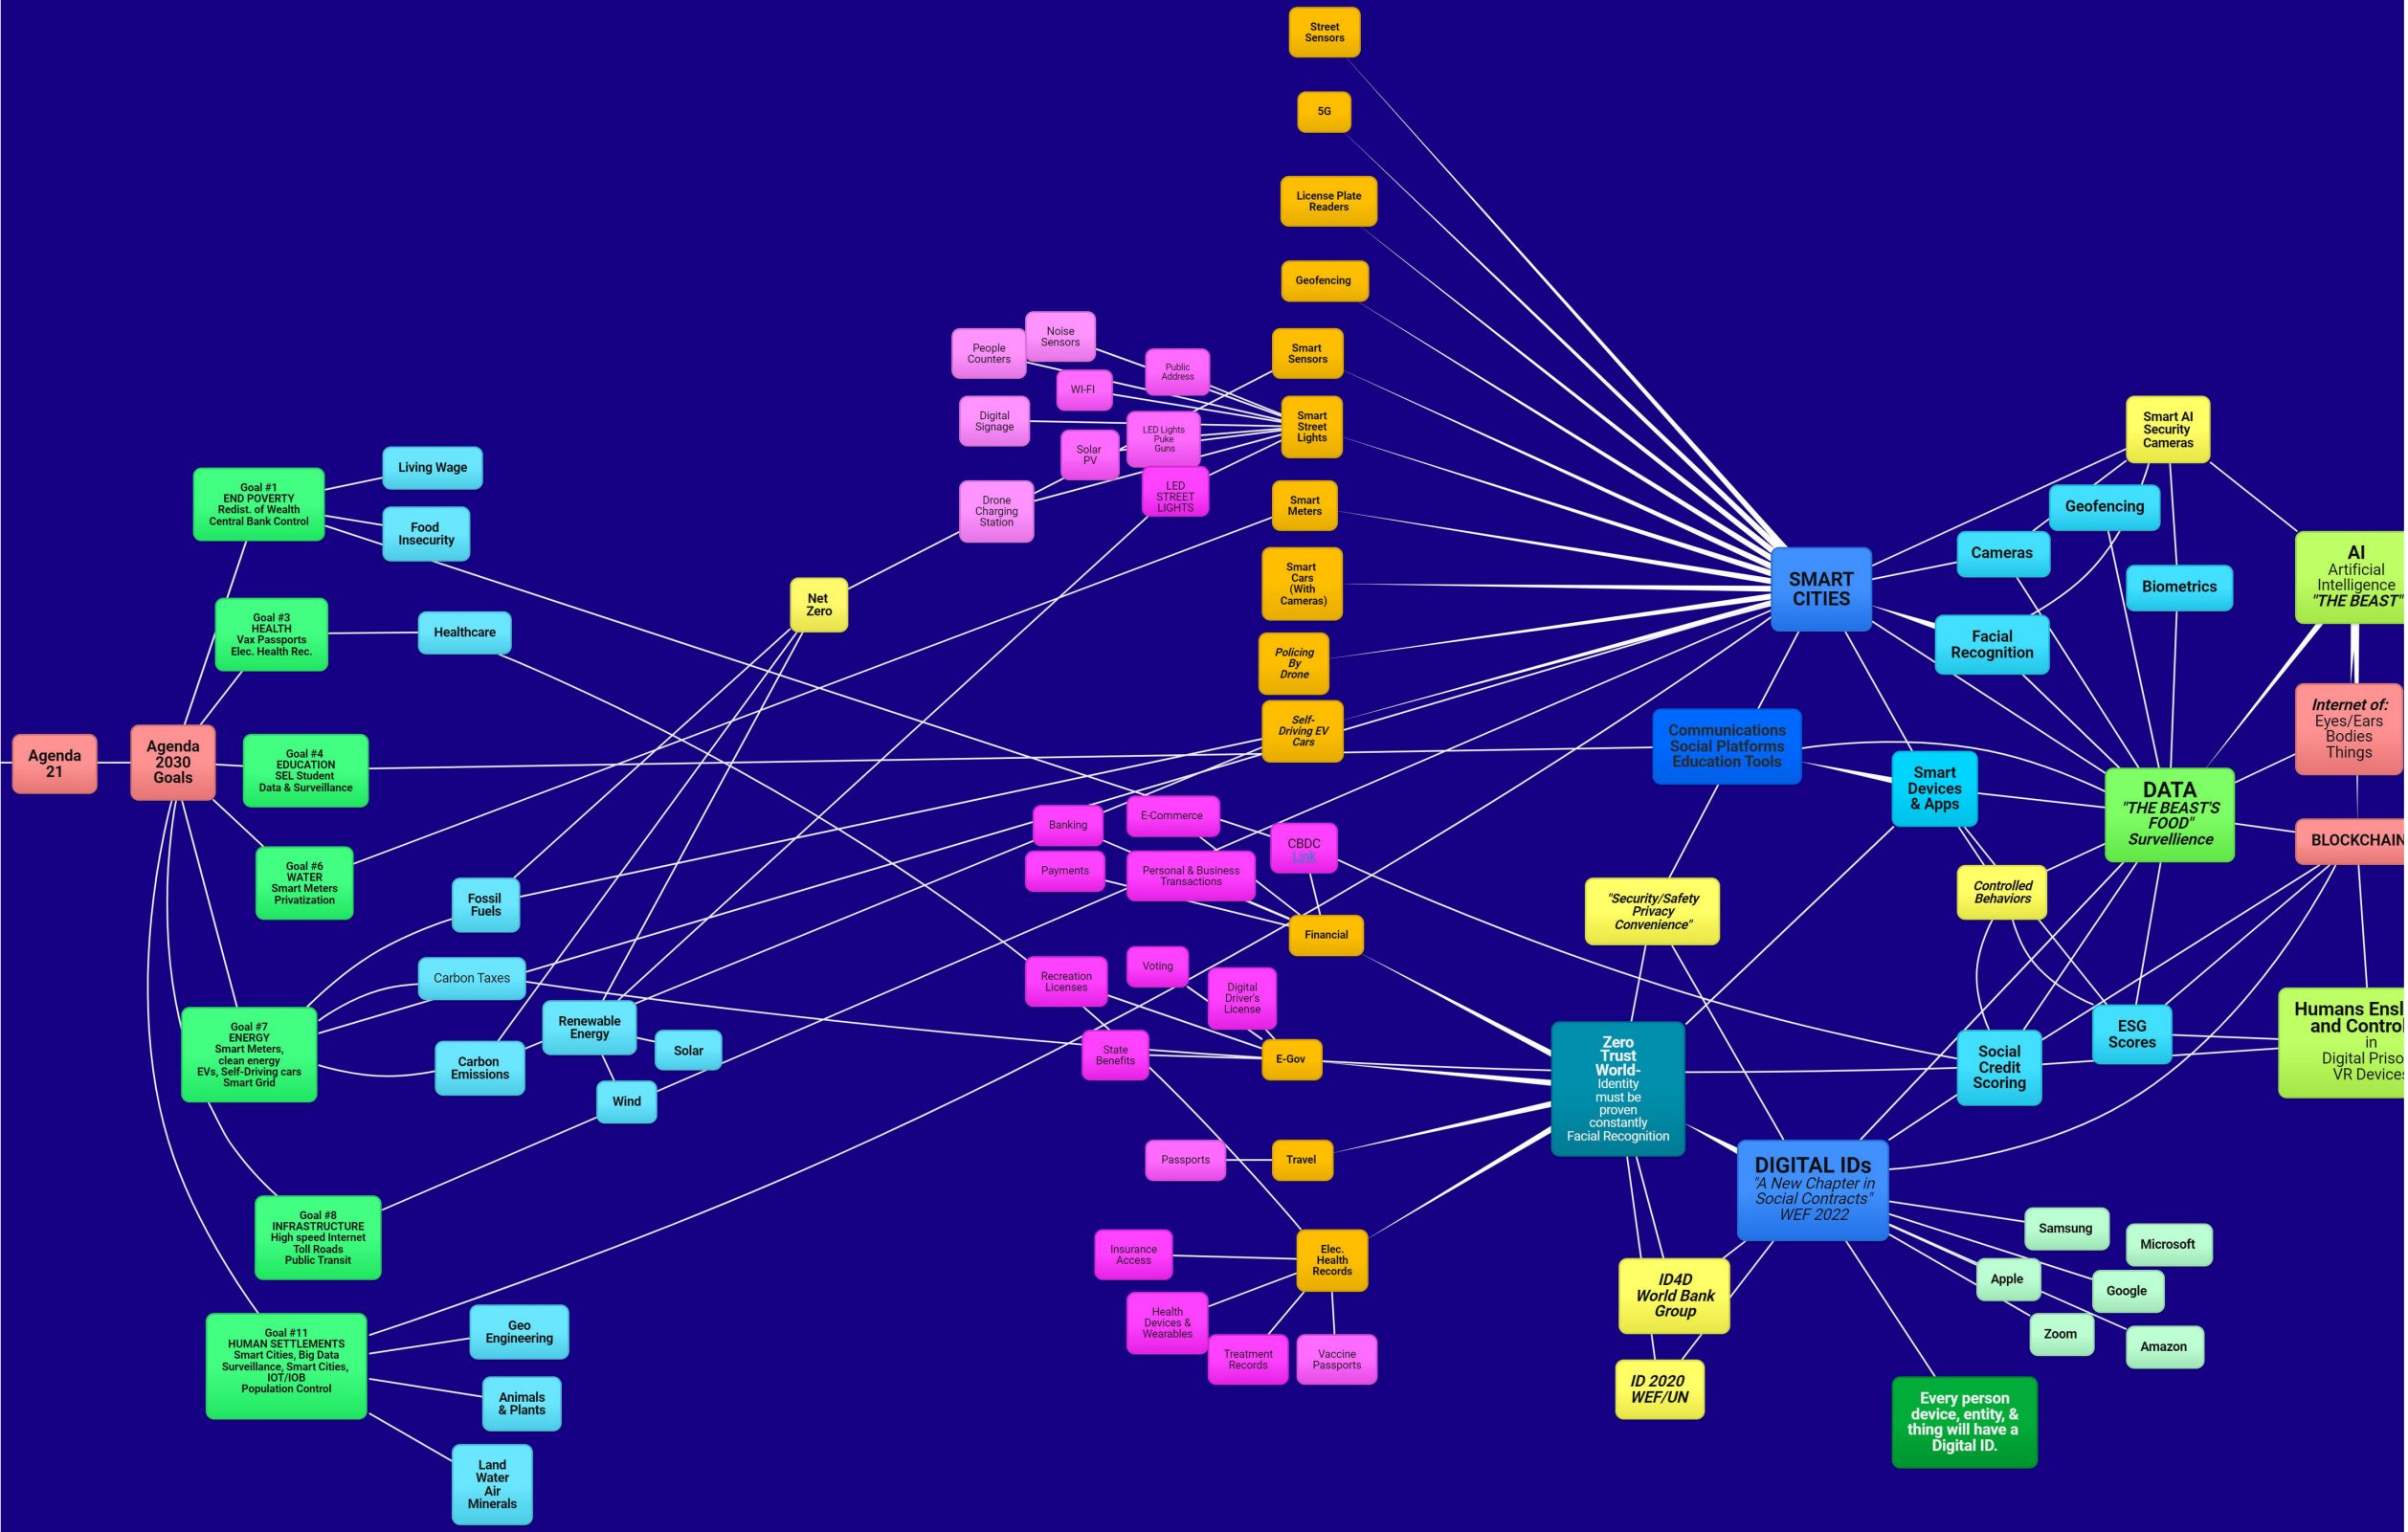 Street
Sensors
5G
License Plate
Readers
Geofencing
Smart
Sensors
Smart
Street
Lights
Smart
Meters
Smart
Cars
(With
Cameras)
Policing
By
Drone
Self-
Driving EV
Cars
Noise
Sensors
People
Counters
WI-FI
Public
Address
Digital
Signage
LED Lights
Puke
Guns
Solar
PV
LED
STREET
LIGHTS
Drone
Charging
Station
Net
Zero
Agenda
21
Agenda
2030
Goals
Goal #1
END POVERTY
Redist. of Wealth
Central Bank Control
Living Wage
Food
Insecurity
Goal #3
HEALTH
Vax Passports
Elec. Health Rec.
Healthcare
Goal #4
EDUCATION
SEL Student
Data & Surveillance
Goal #6
WATER
Smart Meters
Privatization
Fossil
Fuels
Carbon Taxes
Goal #7
ENERGY
Smart Meters,
clean energy
EVs, Self-Driving cars
Smart Grid
Carbon
Emissions
Renewable
Energy
Solar
Wind
Goal #8
INFRASTRUCTURE
High speed Internet
Toll Roads
Public Transit
Goal #11
HUMAN SETTLEMENTS
Smart Cities, Big Data
Surveillance, Smart Cities,
IOT/IOB
Population Control
Geo
Engineering
Animals
& Plants
Land
Water
Air
Minerals
Banking
E-Commerce
CBDC
Link
Payments
Personal & Business
Transactions
Financial
Recreation
Licenses
Voting
Digital
Driver's
License
State
Benefits
E-Gov
Passports
Travel
Insurance
Access
Elec.
Health
Records
Health
Devices &
Wearables
Treatment
Records
Vaccine
Passports
SMART
CITIES
Smart AI
Security
Cameras
Geofencing
Cameras
Biometrics
Facial
Recognition
AI
Artificial
Intelligence
"THE BEAST"
Internet of:
Eyes/Ears
Bodies
Things
Communications
Social Platforms
Education Tools
Smart
Devices
& Apps
DATA
"THE BEAST'S
FOOD"
Survellience
BLOCKCHAIN
"Security/Safety
Privacy
Convenience"
Controlled
Behaviors
Zero
Trust
World-
Identity
must be
proven
constantly
Facial Recognition
Social
Credit
Scoring
ESG
Scores
Humans Ensl
and Control
in
Digital Priso
VR Devices
DIGITAL IDs
"A New Chapter in
Social Contracts"
WEF 2022
Samsung
Microsoft
Apple
Google
Zoom
Amazon
ID4D
World Bank
Group
ID 2020
WEF/UN
Every person
device, entity, &
thing will have a
Digital ID.